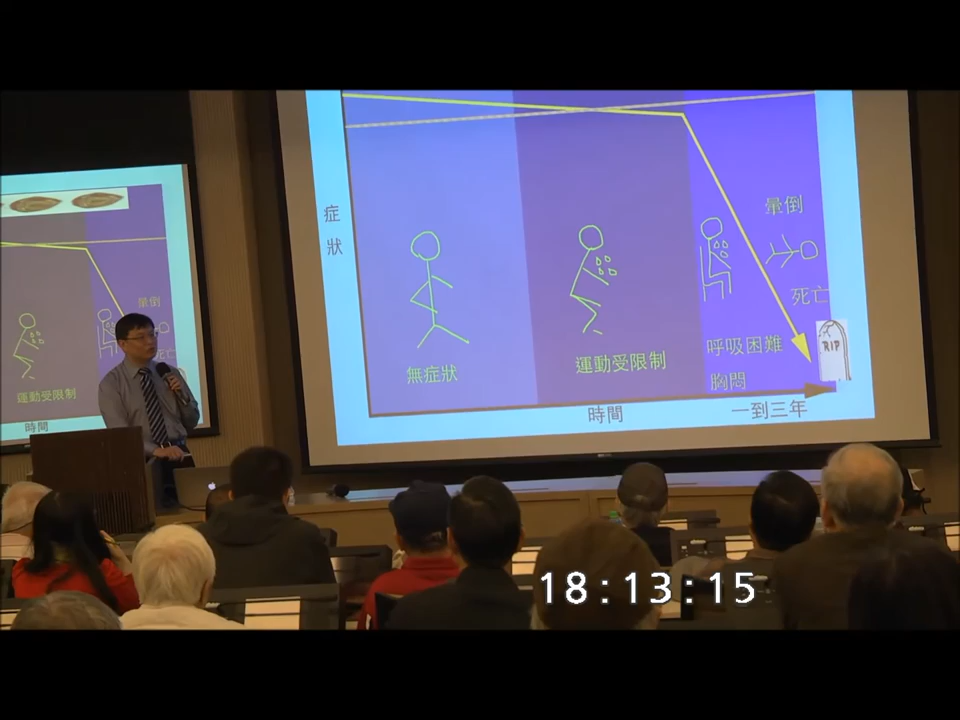 症
狀
暈倒
死亡
RIP
呼吸困難
胸悶
無症狀
運動受限制
時間
一到三年
暈倒
死亡
運動受限制
時間
18:13:15